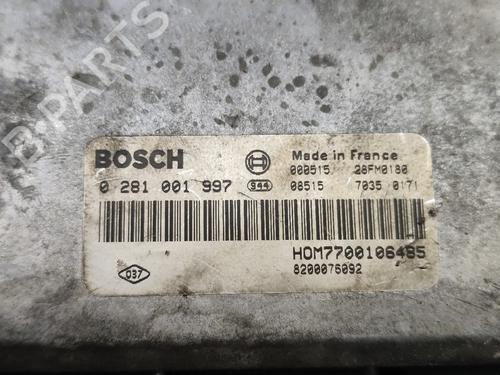 B-PARTS
BOSCH
Made in France
000515 28FM0180
0 281 001 997 944 08515 7035 0171
HOM7700106485
037
8200076092